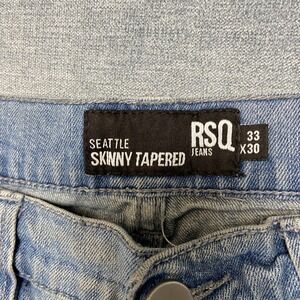 SEATTLE
SKINNY TAPERED
RSQ
JEANS
33
X30